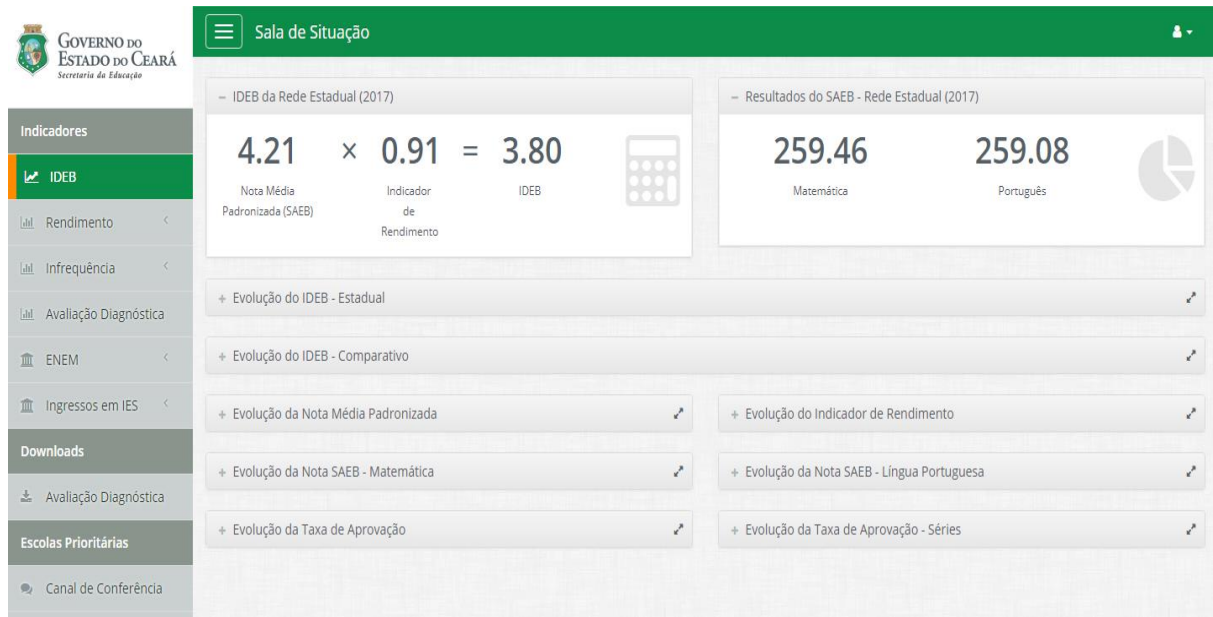 GOVERNO DO
ESTADO DO CEARÁ
Secretaria da Educação
Indicadores
IDEB
Rendimento
Infrequência
Avaliação Diagnóstica
ENEM
Ingressos em IES
Downloads
Avaliação Diagnóstica
Escolas Prioritárias
Canal de Conferência
Sala de Situação
− IDEB da Rede Estadual (2017)
4.21 × 0.91 = 3.80
Nota Média
Padronizada (SAEB)
Indicador
de
Rendimento
IDEB
− Resultados do SAEB - Rede Estadual (2017)
259.46 259.08
Matemática Português
+ Evolução do IDEB - Estadual
+ Evolução do IDEB - Comparativo
+ Evolução da Nota Média Padronizada
+ Evolução do Indicador de Rendimento
+ Evolução da Nota SAEB - Matemática
+ Evolução da Nota SAEB - Língua Portuguesa
+ Evolução da Taxa de Aprovação
+ Evolução da Taxa de Aprovação - Séries